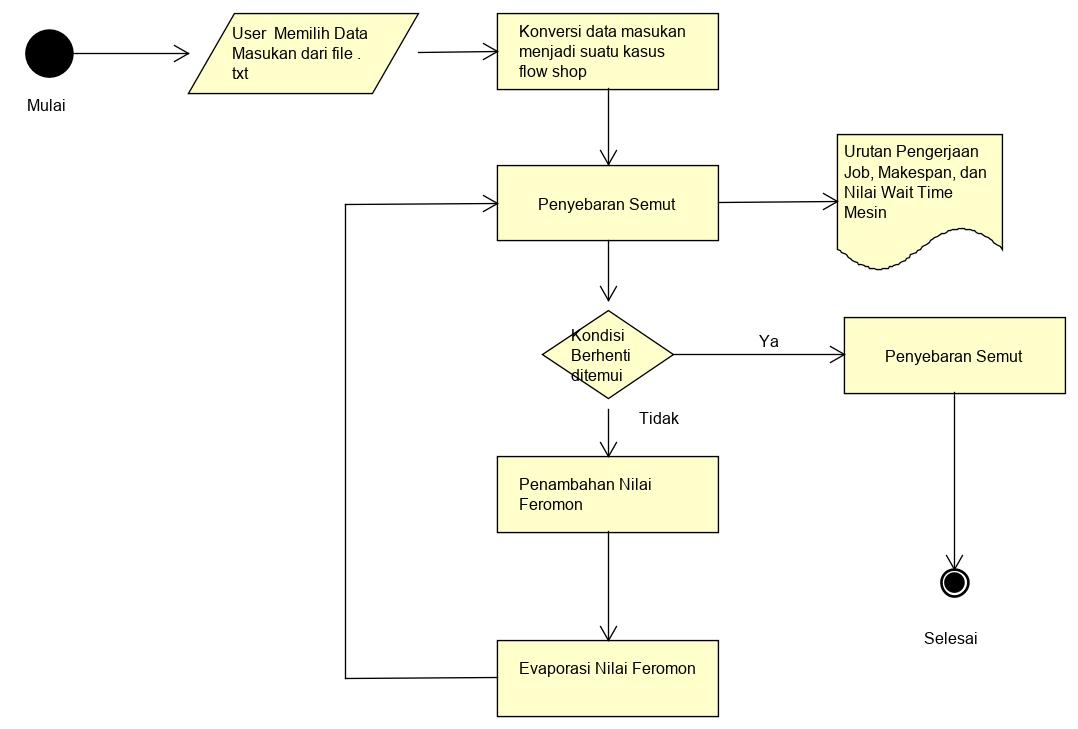 Mulai
User Memilih Data
Masukan dari file .
txt
Konversi data masukan
menjadi suatu kasus
flow shop
Penyebaran Semut
Urutan Pengerjaan
Job, Makespan, dan
Nilai Wait Time
Mesin
Kondisi
Berhenti
ditemui
Ya
Penyebaran Semut
Tidak
Penambahan Nilai
Feromon
Selesai
Evaporasi Nilai Feromon